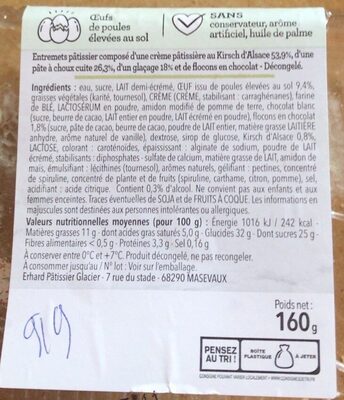 Œufs
de poules
élevées au sol
SANS
conservateur, arôme
artificiel, huile de palme
Entremets pâtissier composé d'une crème pâtissière au Kirsch d'Alsace 53,9%, d'une
pâte à choux cuite 26,3%, d'un glaçage 18% et de flocons en chocolat - Décongelé.
Ingrédients : eau, sucre, LAIT demi-écrémé, ŒUF issu de poules élevées au sol 9,4%,
graisses végétales (karité, tournesol), CRÈME (CRÈME, stabilisant : carraghénanes), farine
de BLÉ, LACTOSÉRUM en poudre, amidon modifié de pomme de terre, chocolat blanc
(sucre, beurre de cacao, LAIT entier en poudre, LAIT écrémé en poudre), flocons en chocolat
1,8% (sucre, pâte de cacao, beurre de cacao, poudre de LAIT entier, matière grasse LAITIÈRE
anhydre, arôme naturel de vanille), dextrose, sirop de glucose, Kirsch d'Alsace 0,8%,
LACTOSE, colorant : caroténoïdes, épaississant : alginate de sodium, poudre de LAIT
écrémé, stabilisants : diphosphates - sulfate de calcium, matière grasse de LAIT, amidon de
maïs, émulsifiant : lécithines (tournesol), arômes naturels, gélifiant : pectines, concentré
de spiruline, concentré de plante et de fruits (spiruline, carthame, citron, pomme), sel,
acidifiant : acide citrique. Contient 0,3% d'alcool. Ne convient pas aux enfants et aux
femmes enceintes. Traces éventuelles de SOJA et de FRUITS À COQUE. Les informations en
majuscules sont destinées aux personnes intolérantes ou allergiques.
Valeurs nutritionnelles moyennes (pour 100 g) : Énergie 1016 kJ / 242 kcal -
Matières grasses 11 g - dont acides gras saturés 5,0 g - Glucides 32 g - Dont sucres 25 g -
Fibres alimentaires < 0,5 g - Protéines 3,3 g - Sel 0,16 g
À conserver entre 0°C et +7°C. Produit décongelé, ne pas recongeler.
À consommer jusqu'au / N° lot : Voir sur l'emballage.
Erhard Pâtissier Glacier - 7 rue du stade - 68290 MASEVAUX
Poids net :
160g
PENSEZ
AU TRI !
BOÎTE
PLASTIQUE
À JETER
CONSIGNE POUVANT VARIER LOCALEMENT > WWW.CONSIGNESDETRI.FR